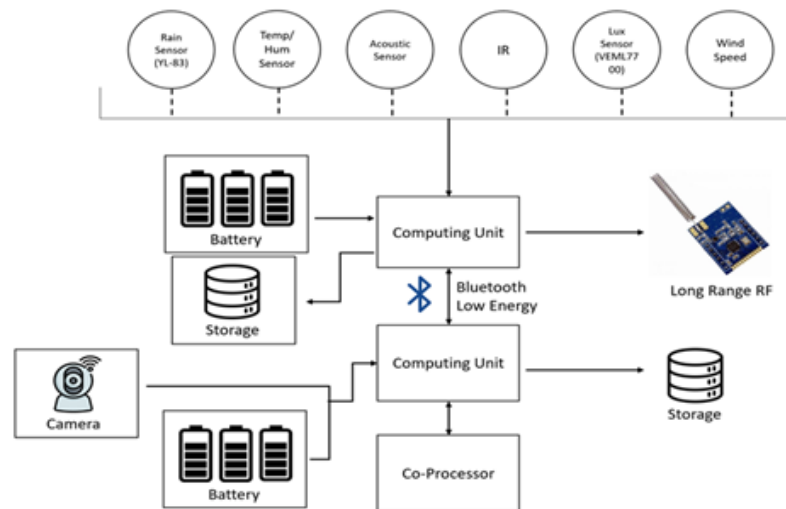 Rain
Sensor
(YL-83)
Temp/
Hum
Sensor
Acoustic
Sensor
IR
Lux
Sensor
(VEML77
00)
Wind
Speed
Battery
Computing Unit
Long Range RF
Storage
Bluetooth
Low Energy
Computing Unit
Camera
Storage
Battery
Co-Processor